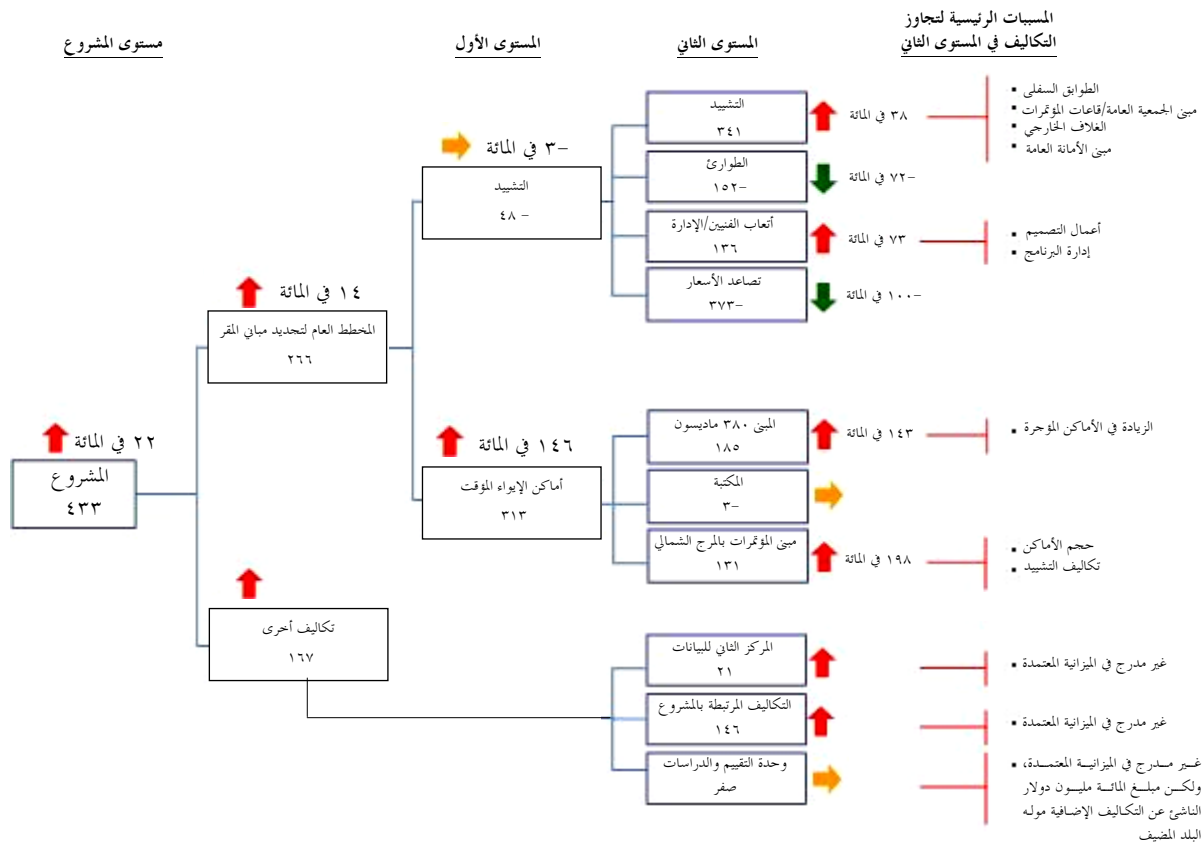 المسببات الرئيسية لتجاوز
التكاليف في المستوى الثاني
المستوى الثاني
المستوى الأول
مستوى المشروع
التشييد
٣٤١
٣٨ في المائة
الطوابق السفلى
مبنى الجمعية العامة/قاعات المؤتمرات
الغلاف الخارجي
مبنى الأمانة العامة
الطوارئ
-١٥٢
-٧٢ في المائة
أتعاب الفنيين/الإدارة
١٣٦
٧٣ في المائة
أعمال التصميم
إدارة البرنامج
تصاعد الأسعار
-٣٧٣
-١٠٠ في المائة
-٣ في المائة
التشييد
-٤٨
١٤ في المائة
المخطط العام لتجديد مباني المقر
٢٦٦
٢٢ في المائة
المشروع
٤٣٣
١٤٦ في المائة
أماكن الإيواء المؤقت
٣١٣
المبنى ٣٨٠ ماديسون
١٨٥
١٤٣ في المائة
الزيادة في الأماكن المؤجرة
المكتبة
-٣
مبنى المؤتمرات بالمرج الشمالي
١٣١
١٩٨ في المائة
حجم الأماكن
تكاليف التشييد
تكاليف أخرى
١٦٧
المركز الثاني للبيانات
٢١
غير مدرج في الميزانية المعتمدة
التكاليف المرتبطة بالمشروع
١٤٦
غير مدرج في الميزانية المعتمدة
وحدة التقييم والدراسات
صفر
غير مدرج في الميزانية المعتمدة،
ولكن مبلغ المائة مليون دولار
الناشئ عن التكاليف الإضافية موله
البلد المضيف